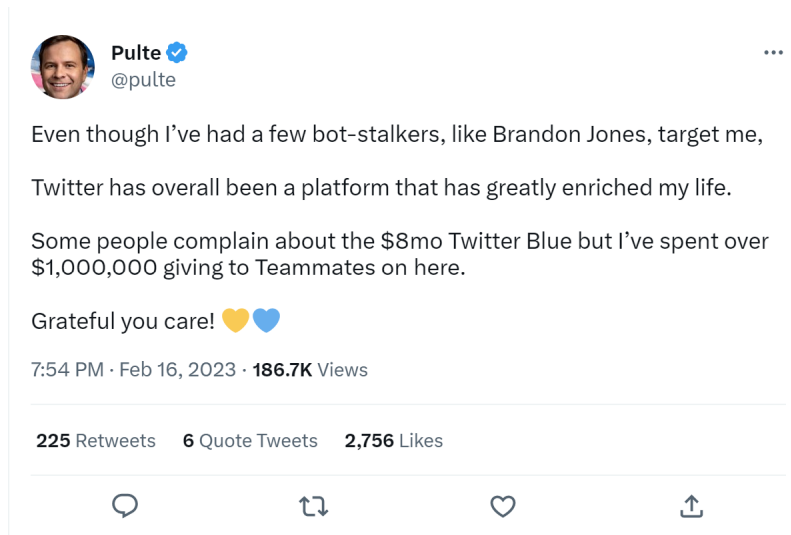 Pulte
@pulte
Even though I’ve had a few bot-stalkers, like Brandon Jones, target me,
Twitter has overall been a platform that has greatly enriched my life.
Some people complain about the $8mo Twitter Blue but I’ve spent over
$1,000,000 giving to Teammates on here.
Grateful you care! 💛💙
7:54 PM · Feb 16, 2023 · 186.7K Views
225 Retweets 6 Quote Tweets 2,756 Likes